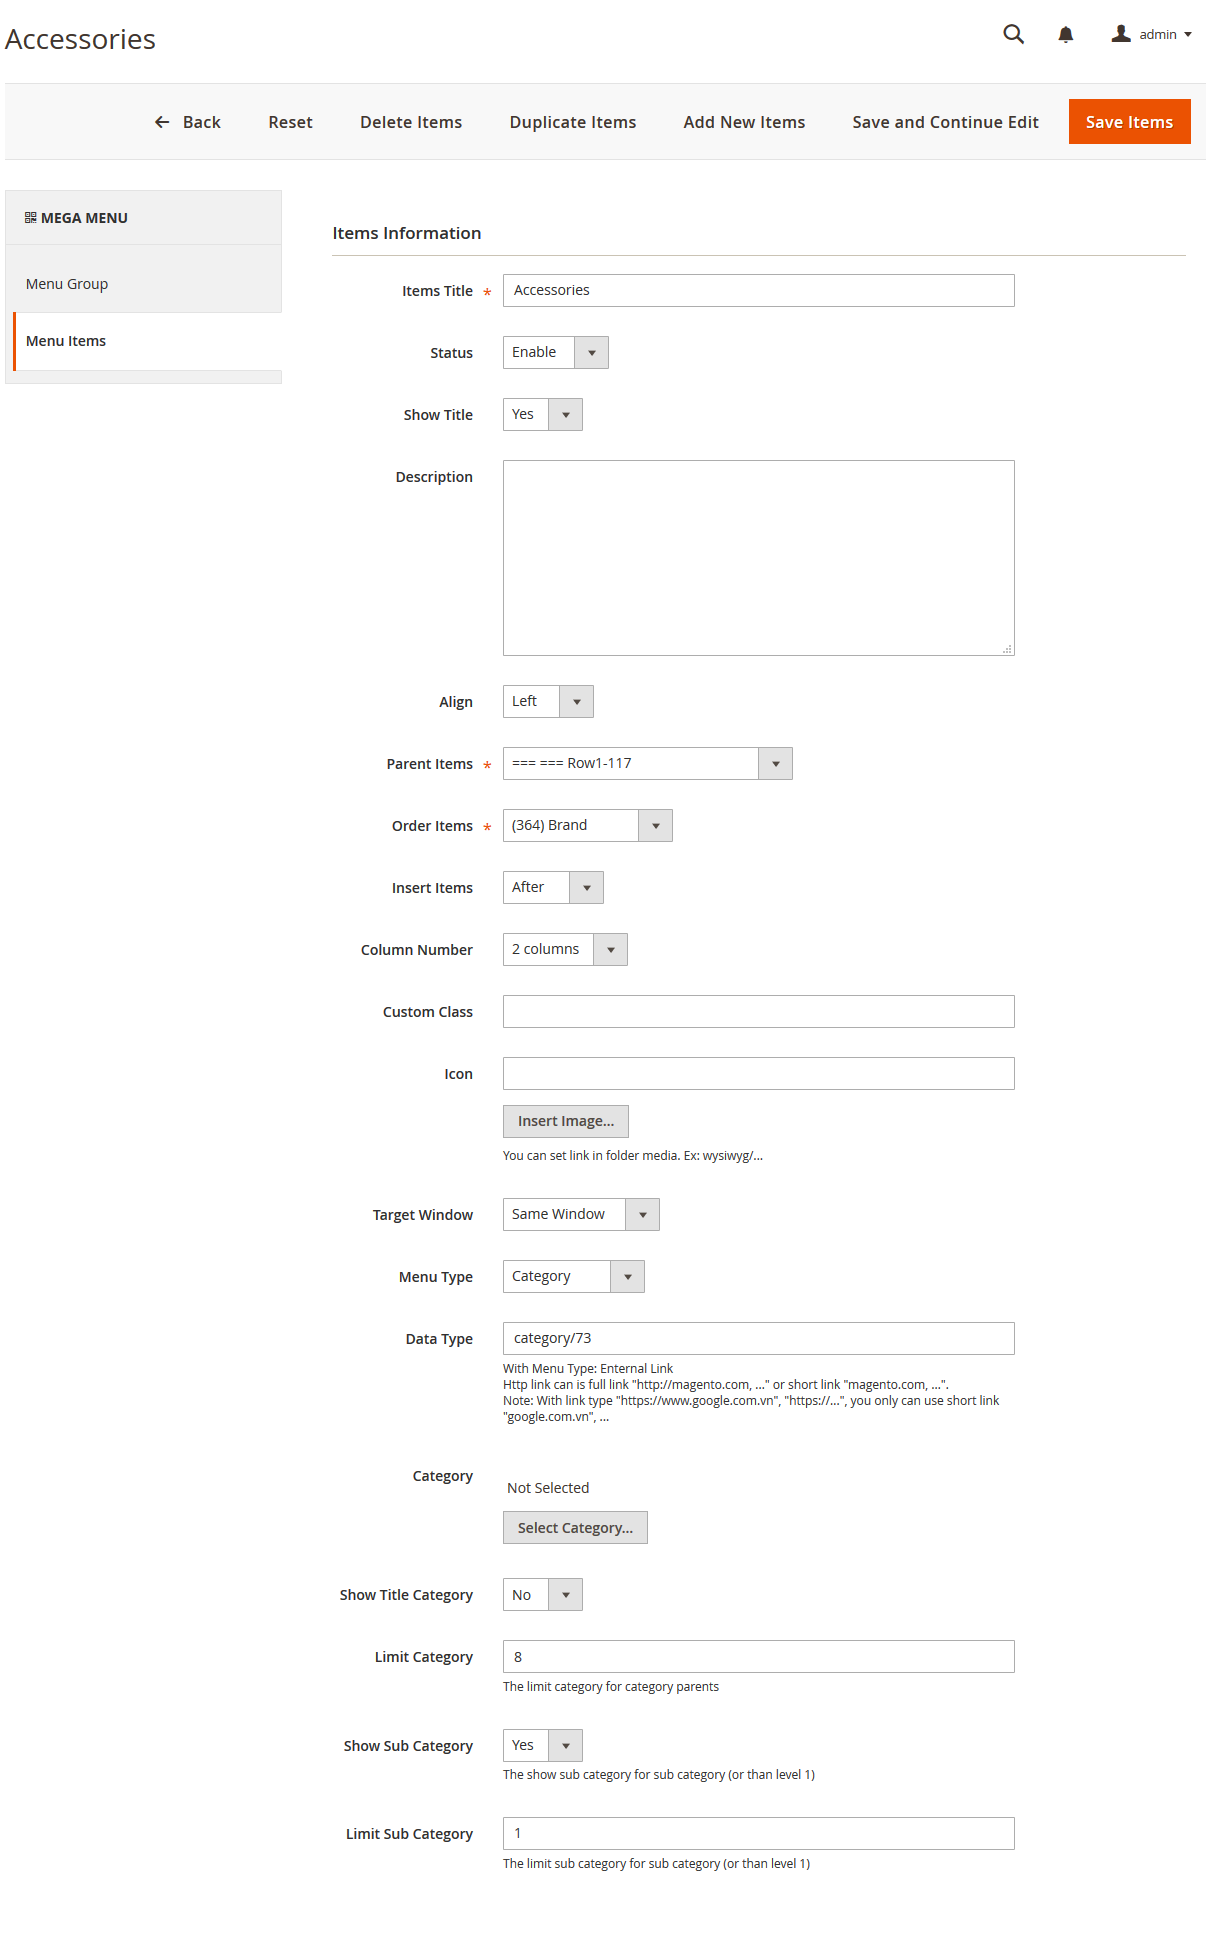 Accessories
admin
Back
Reset
Delete Items
Duplicate Items
Add New Items
Save and Continue Edit
Save Items
MEGA MENU
Menu Group
Menu Items
Items Information
Items Title * Accessories
Status Enable
Show Title Yes
Description
Align Left
Parent Items * === === Row1-117
Order Items * (364) Brand
Insert Items After
Column Number 2 columns
Custom Class
Icon
Insert Image...
You can set link in folder media. Ex: wysiwyg/...
Target Window Same Window
Menu Type Category
Data Type category/73
With Menu Type: Enternal Link
Http link can is full link "http://magento.com, ..." or short link "magento.com, ...".
Note: With link type "https://www.google.com.vn", "https://...", you only can use short link
"google.com.vn", ...
Category
Not Selected
Select Category...
Show Title Category No
Limit Category 8
The limit category for category parents
Show Sub Category Yes
The show sub category for sub category (or than level 1)
Limit Sub Category 1
The limit sub category for sub category (or than level 1)